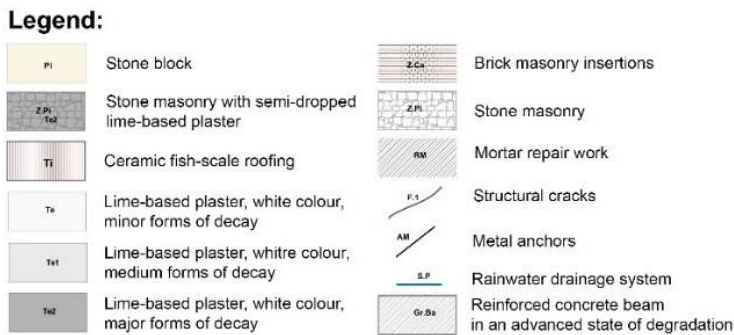 Legend:
Pi
Stone block
Z.Pi
Te2
Stone masonry with semi-dropped
lime-based plaster
Ti
Ceramic fish-scale roofing
Te
Lime-based plaster, white colour,
minor forms of decay
Te1
Lime-based plaster, whitre colour,
medium forms of decay
Te2
Lime-based plaster, white colour,
major forms of decay
Z.Ca
Brick masonry insertions
Z.Pi
Stone masonry
RM
Mortar repair work
F.1
Structural cracks
AM
Metal anchors
S.P
Rainwater drainage system
Gr.Ba
Reinforced concrete beam
in an advanced state of degradation